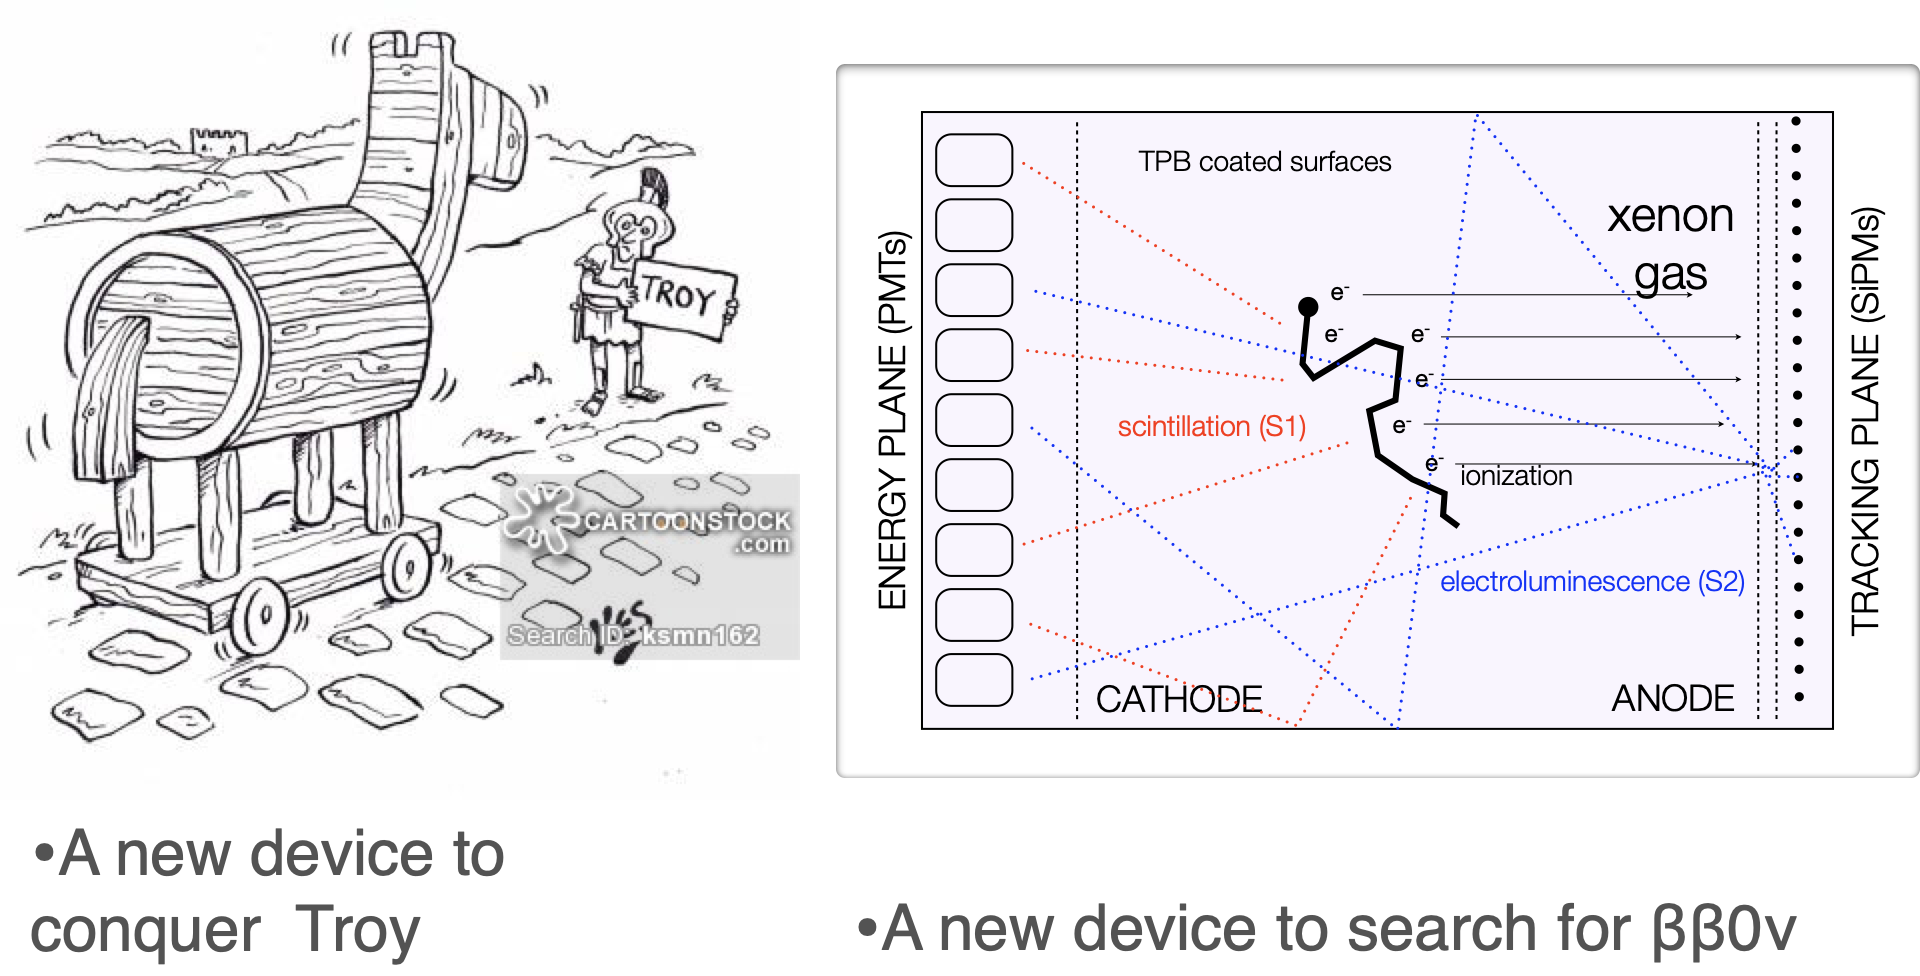 TROY
CARTOONSTOCK
.com
Search ID: ksmn162
•A new device to
conquer Troy
ENERGY PLANE (PMTs)
TPB coated surfaces
xenon
gas
e-
e-
e-
e-
e-
e-
scintillation (S1)
ionization
electroluminescence (S2)
CATHODE
ANODE
TRACKING PLANE (SiPMs)
•A new device to search for ββ0ν